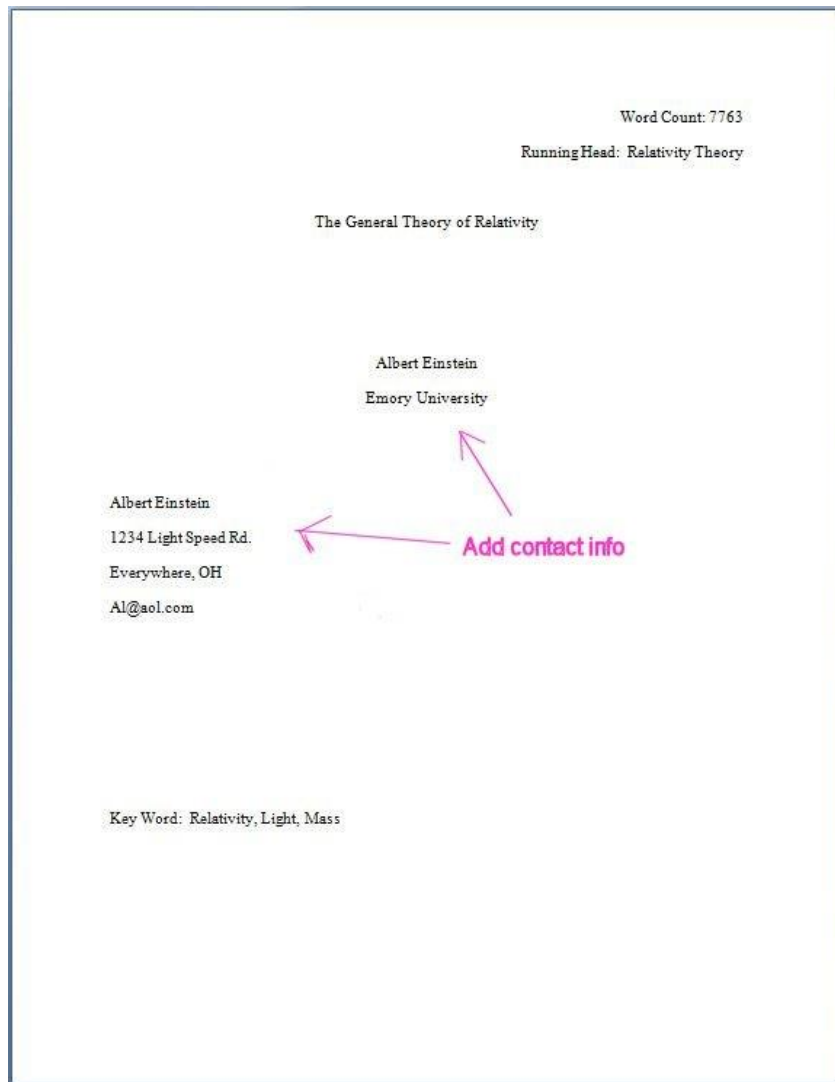 Word Count: 7763
Running Head: Relativity Theory
The General Theory of Relativity
Albert Einstein
Emory University
Albert Einstein
1234 Light Speed Rd.
Everywhere, OH
Al@aol.com
Add contact info
Key Word: Relativity, Light, Mass